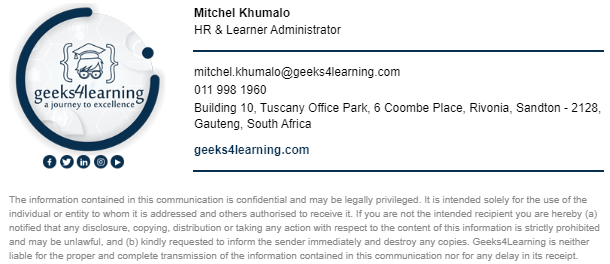 geeks4learning
a journey to excellence
Mitchel Khumalo
HR & Learner Administrator
mitchel.khumalo@geeks4learning.com
011 998 1960
Building 10, Tuscany Office Park, 6 Coombe Place, Rivonia, Sandton - 2128,
Gauteng, South Africa
geeks4learning.com
The information contained in this communication is confidential and may be legally privileged. It is intended solely for the use of the
individual or entity to whom it is addressed and others authorised to receive it. If you are not the intended recipient you are hereby (a)
notified that any disclosure, copying, distribution or taking any action with respect to the content of this information is strictly prohibited
and may be unlawful, and (b) kindly requested to inform the sender immediately and destroy any copies. Geeks4Learning is neither
liable for the proper and complete transmission of the information contained in this communication nor for any delay in its receipt.